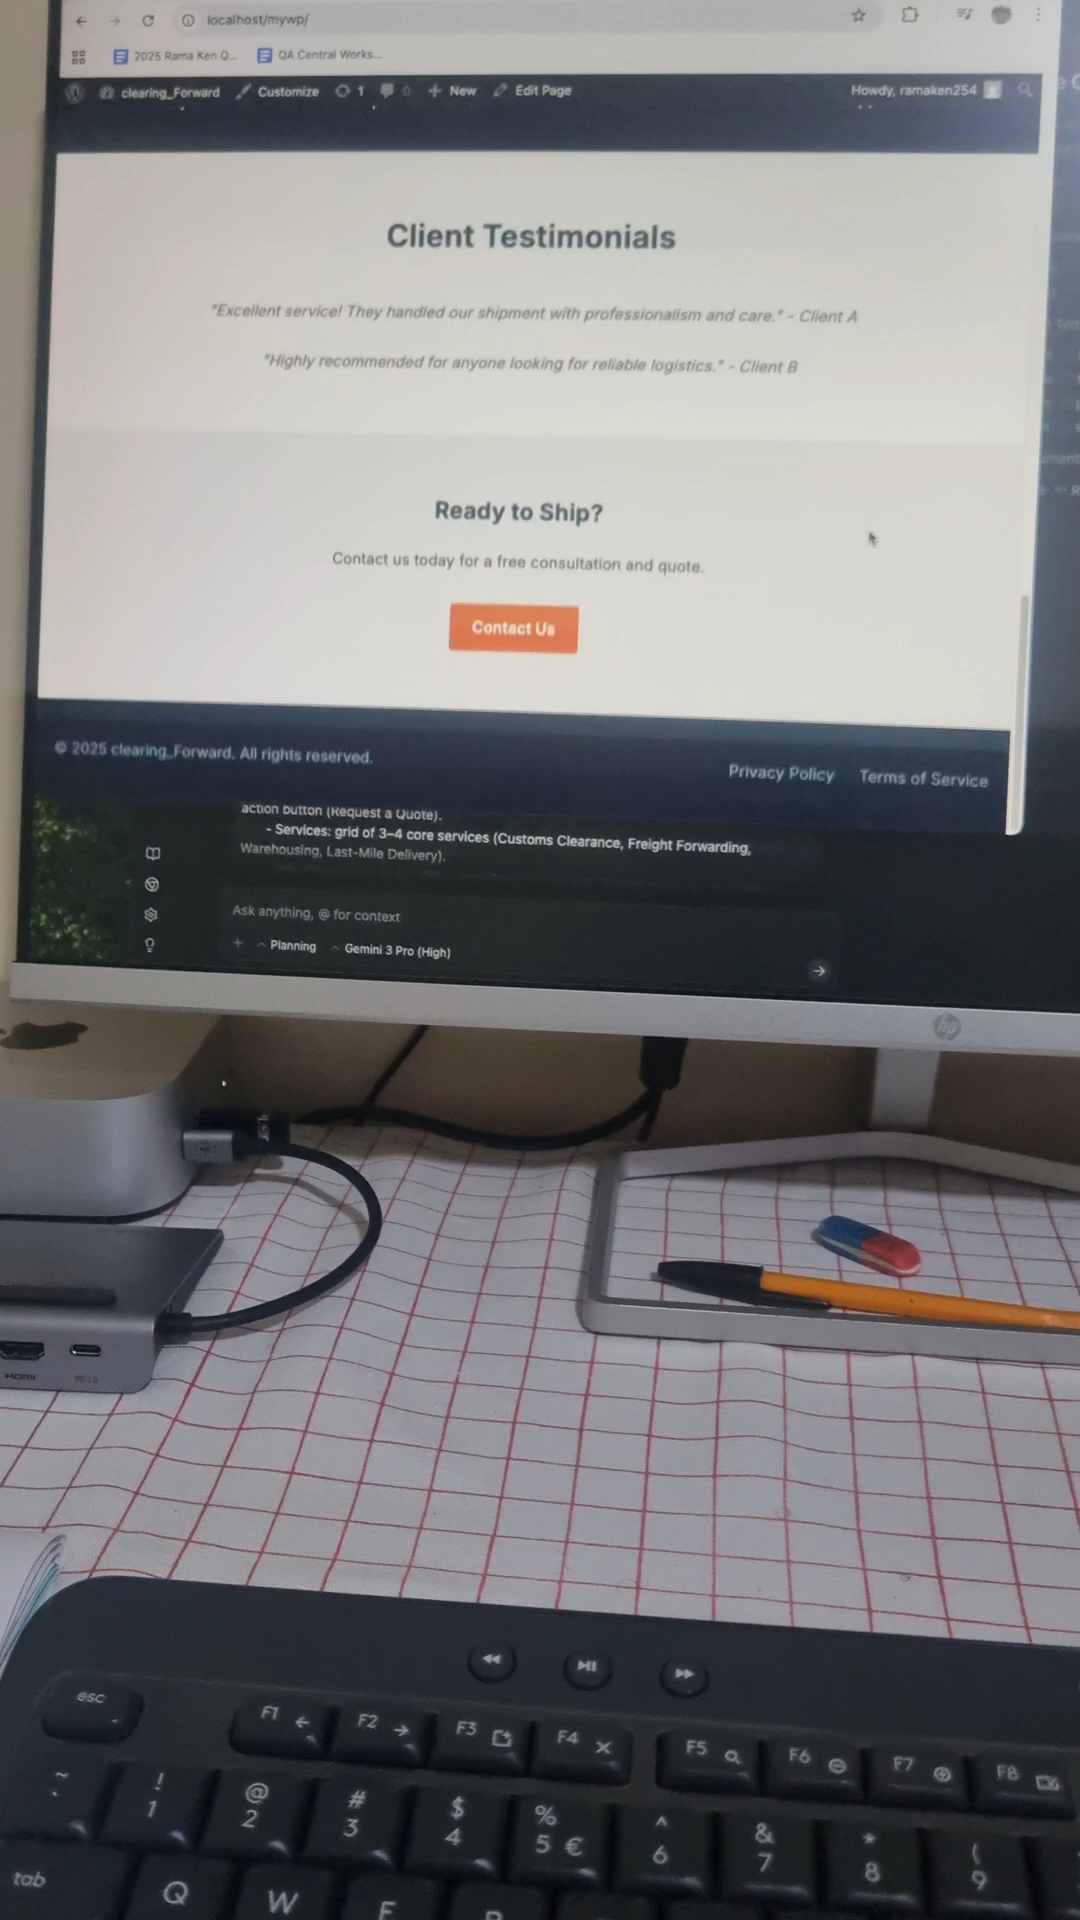 localhost/mywp/
2025 Rama Ken Q...
QA Central Works...
clearing_Forward
Customize
1
0
New
Edit Page
Howdy, ramaken254
Client Testimonials
"Excellent service! They handled our shipment with professionalism and care." - Client A
"Highly recommended for anyone looking for reliable logistics." - Client B
Ready to Ship?
Contact us today for a free consultation and quote.
Contact Us
© 2025 clearing_Forward. All rights reserved.
Privacy Policy
Terms of Service
action button (Request a Quote).
- Services: grid of 3–4 core services (Customs Clearance, Freight Forwarding,
Warehousing, Last-Mile Delivery).
Ask anything, @ for context
+ Planning Gemini 3 Pro (High)
hp
HDMI
esc
F1 F2 F3 F4 F5 F6 F7 F8
~ ! @ # $ % ^ & * (
1 2 3 4 5 € 6 7 8 9
tab
Q W